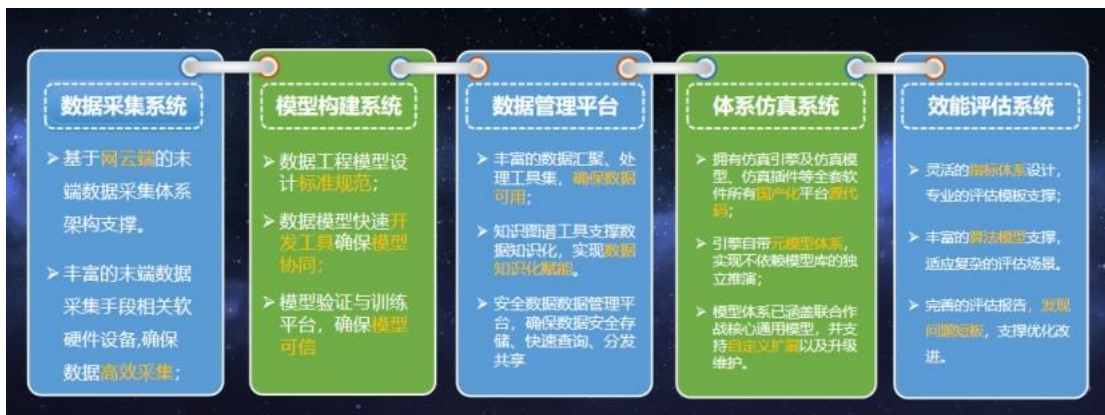 数据采集系统
➢基于网云端的末
端数据采集体系
架构支撑。
➢丰富的末端数据
采集手段相关软
硬件设备,确保
数据高效采集；
模型构建系统
➢数据工程模型设
计标准规范；
➢数据模型快速开
发工具确保模型
协同；
➢模型验证与训练
平台，确保模型
可信
数据管理平台
➢丰富的数据汇聚、处
理工具集，确保数据
可用；
➢知识图谱工具支撑数
据知识化，实现数据
知识化赋能。
➢安全数据数据管理平
台，确保数据安全存
储、快速查询、分发
共享
体系仿真系统
➢拥有仿真引擎及仿真模
型、仿真插件等全套软
件所有国产化平台源代
码；
➢引擎自带元模型体系，
实现不依赖模型库的独
立推演；
➢模型体系已涵盖联合作
战核心通用模型，并支
持自定义扩展以及升级
维护。
效能评估系统
➢灵活的指标体系设计，
专业的评估模板支撑；
➢丰富的算法模型支撑，
适应复杂的评估场景。
➢完善的评估报告，发现
问题短板，支撑优化改
进。